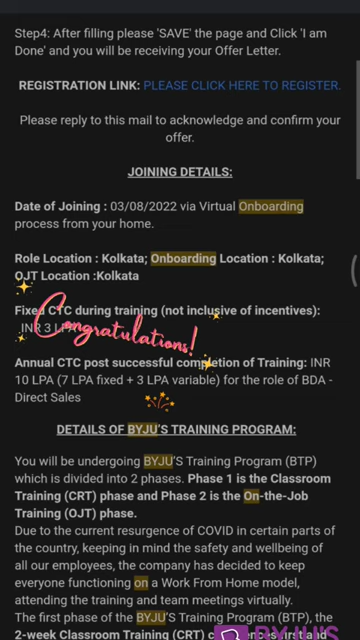 Step4: After filling please 'SAVE' the page and Click 'I am
Done' and you will be receiving your Offer Letter.
REGISTRATION LINK: PLEASE CLICK HERE TO REGISTER.
Please reply to this mail to acknowledge and confirm your
offer.
JOINING DETAILS:
Date of Joining : 03/08/2022 via Virtual Onboarding
process from your home.
Role Location : Kolkata; Onboarding Location : Kolkata;
OJT Location :Kolkata
Fixed CTC during training (not inclusive of incentives):
INR 3 LPA
Congratulations!
Annual CTC post successful completion of Training: INR
10 LPA (7 LPA fixed + 3 LPA variable) for the role of BDA -
Direct Sales
DETAILS OF BYJU'S TRAINING PROGRAM:
You will be undergoing BYJU'S Training Program (BTP)
which is divided into 2 phases. Phase 1 is the Classroom
Training (CRT) phase and Phase 2 is the On-the-Job
Training (OJT) phase.
Due to the current resurgence of COVID in certain parts of
the country, keeping in mind the safety and wellbeing of
all our employees, the company has decided to keep
everyone functioning on a Work From Home model,
attending the training and team meetings virtually.
The first phase of the BYJU'S Training Program (BTP), the
2-week Classroom Training (CRT)
first and
BYJU'S